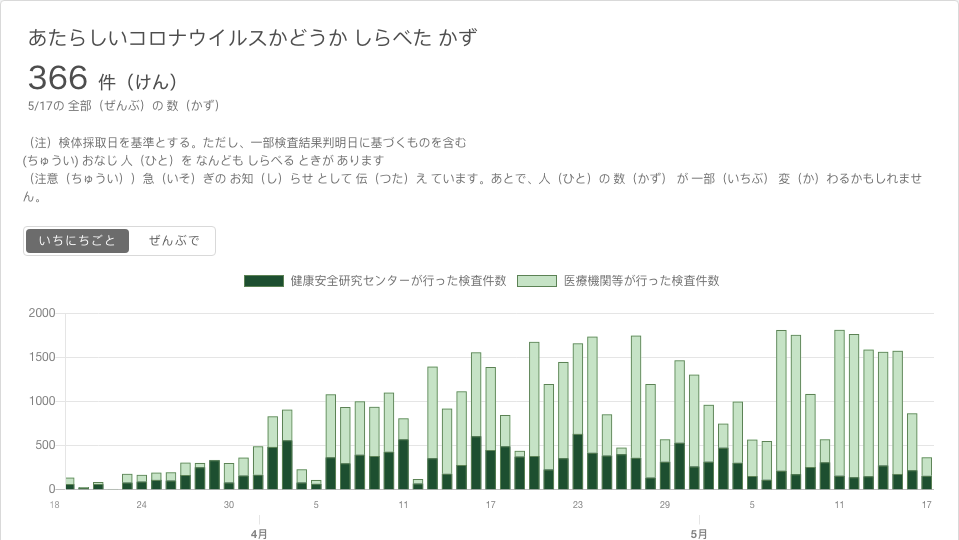 あたらしいコロナウイルスかどうか しらべた かず
366 件（けん）
5/17の 全部（ぜんぶ）の 数（かず）
（注）検体採取日を基準とする。ただし、一部検査結果判明日に基づくものを含む
(ちゅうい) おなじ 人（ひと）を なんども しらべる ときが あります
（注意（ちゅうい））急（いそ）ぎの お知（し）らせ として 伝（つた）え ています。あとで、人（ひと）の 数（かず） が 一部（いちぶ） 変（か）わるかもしれませ
ん。
いちにちごと ぜんぶで
健康安全研究センターが行った検査件数 医療機関等が行った検査件数
2000
1500
1000
500
0
18 24 30 5 11 17 23 29 5 11 17
4月 5月